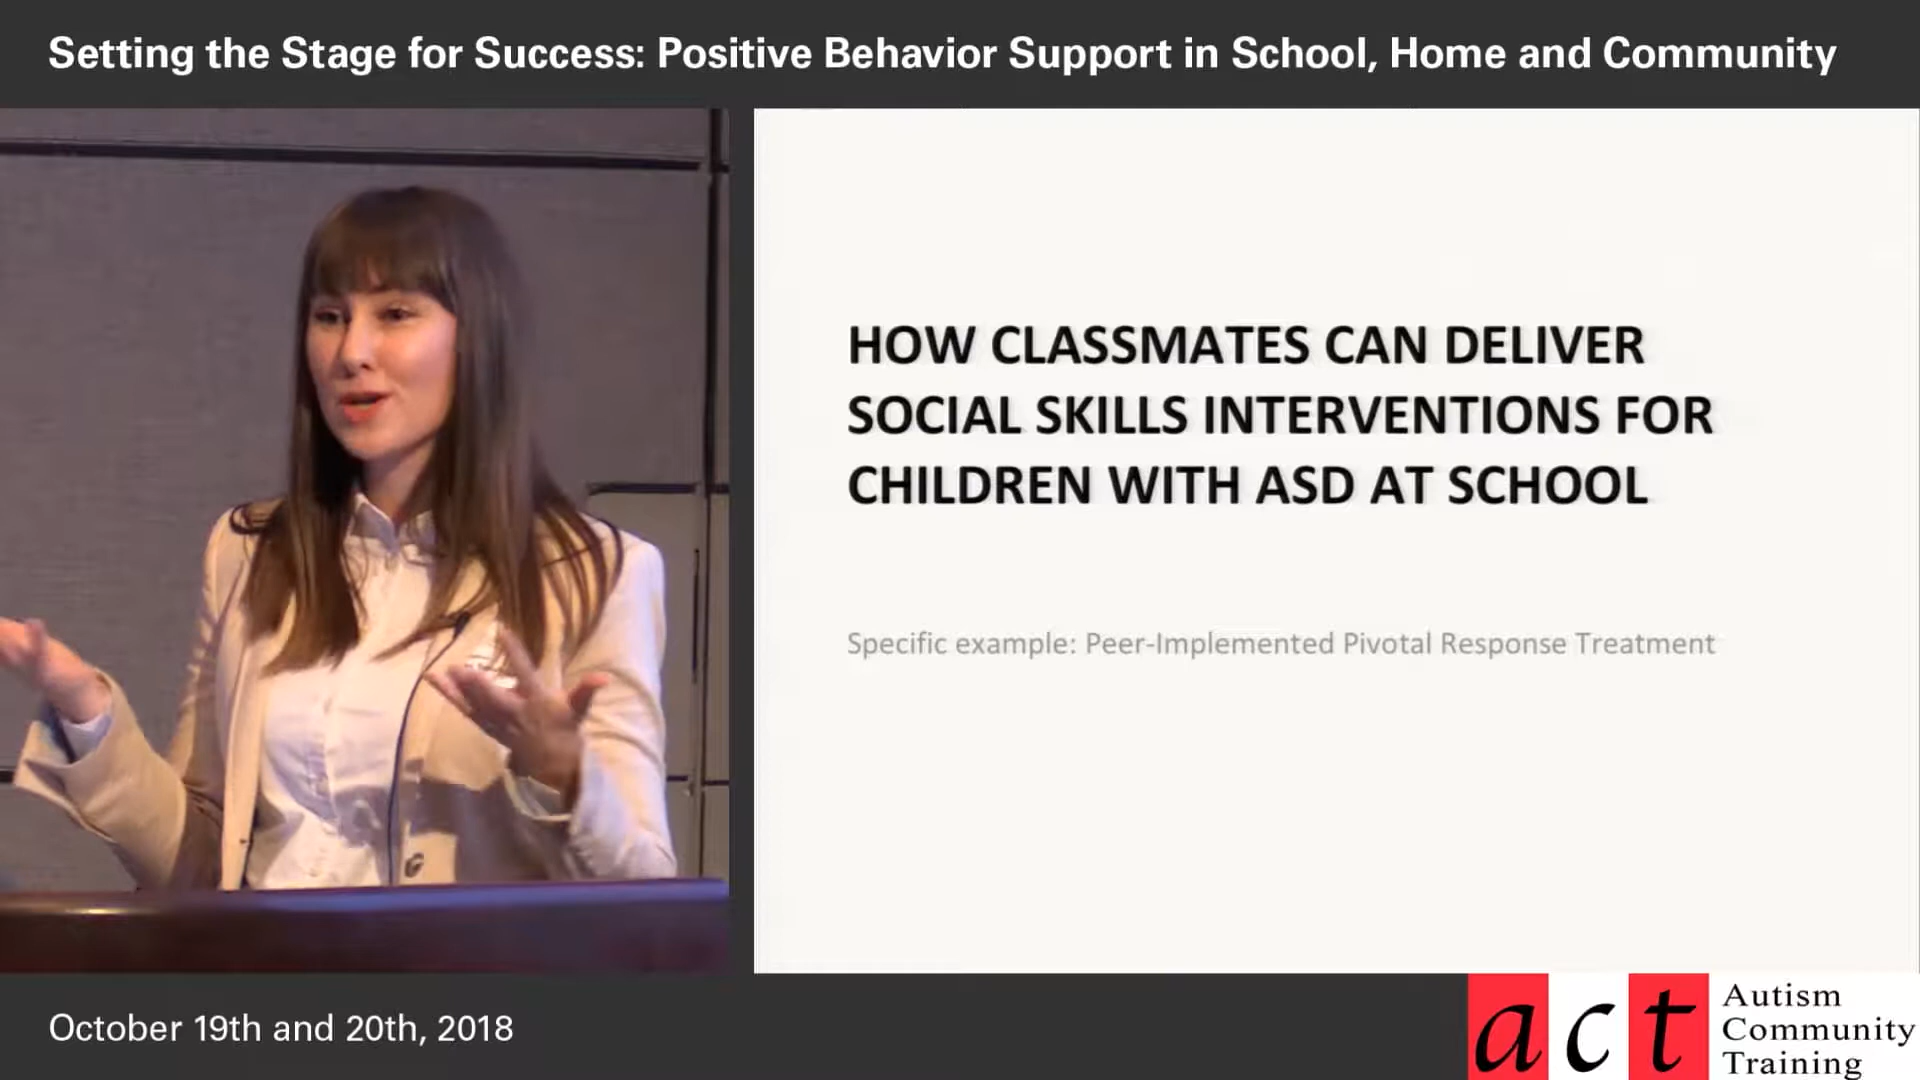 Setting the Stage for Success: Positive Behavior Support in School, Home and Community
HOW CLASSMATES CAN DELIVER
SOCIAL SKILLS INTERVENTIONS FOR
CHILDREN WITH ASD AT SCHOOL
Specific example: Peer-Implemented Pivotal Response Treatment
October 19th and 20th, 2018
act
Autism
Community
Training